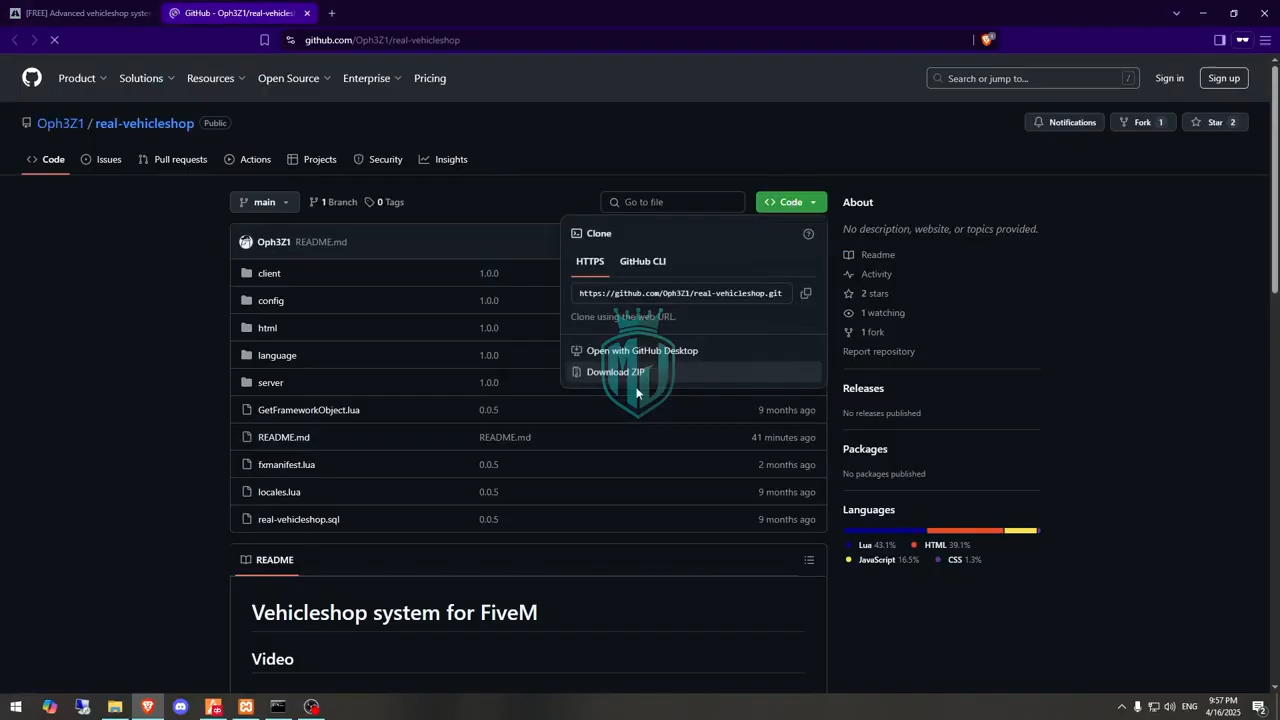 [FREE] Advanced vehicleshop system
GitHub - Oph3Z1/real-vehicles
github.com/Oph3Z1/real-vehicleshop
Product
Solutions
Resources
Open Source
Enterprise
Pricing
Search or jump to...
/
Sign in
Sign up
Oph3Z1 / real-vehicleshop
Public
Notifications
Fork 1
Star 2
Code
Issues
Pull requests
Actions
Projects
Security
Insights
main
1 Branch
0 Tags
Go to file
Code
Oph3Z1 README.md
client 1.0.0
config 1.0.0
html 1.0.0
language 1.0.0
server 1.0.0
GetFrameworkObject.lua 0.0.5 9 months ago
README.md README.md 41 minutes ago
fxmanifest.lua 0.0.5 2 months ago
locales.lua 0.0.5 9 months ago
real-vehicleshop.sql 0.0.5 9 months ago
Clone
HTTPS
GitHub CLI
https://github.com/Oph3Z1/real-vehicleshop.git
Clone using the web URL.
Open with GitHub Desktop
Download ZIP
README
Vehicleshop system for FiveM
Video
About
No description, website, or topics provided.
Readme
Activity
2 stars
1 watching
1 fork
Report repository
Releases
No releases published
Packages
No packages published
Languages
Lua 43.1%
HTML 39.1%
JavaScript 16.5%
CSS 1.3%
ENG
9:57 PM
4/16/2025